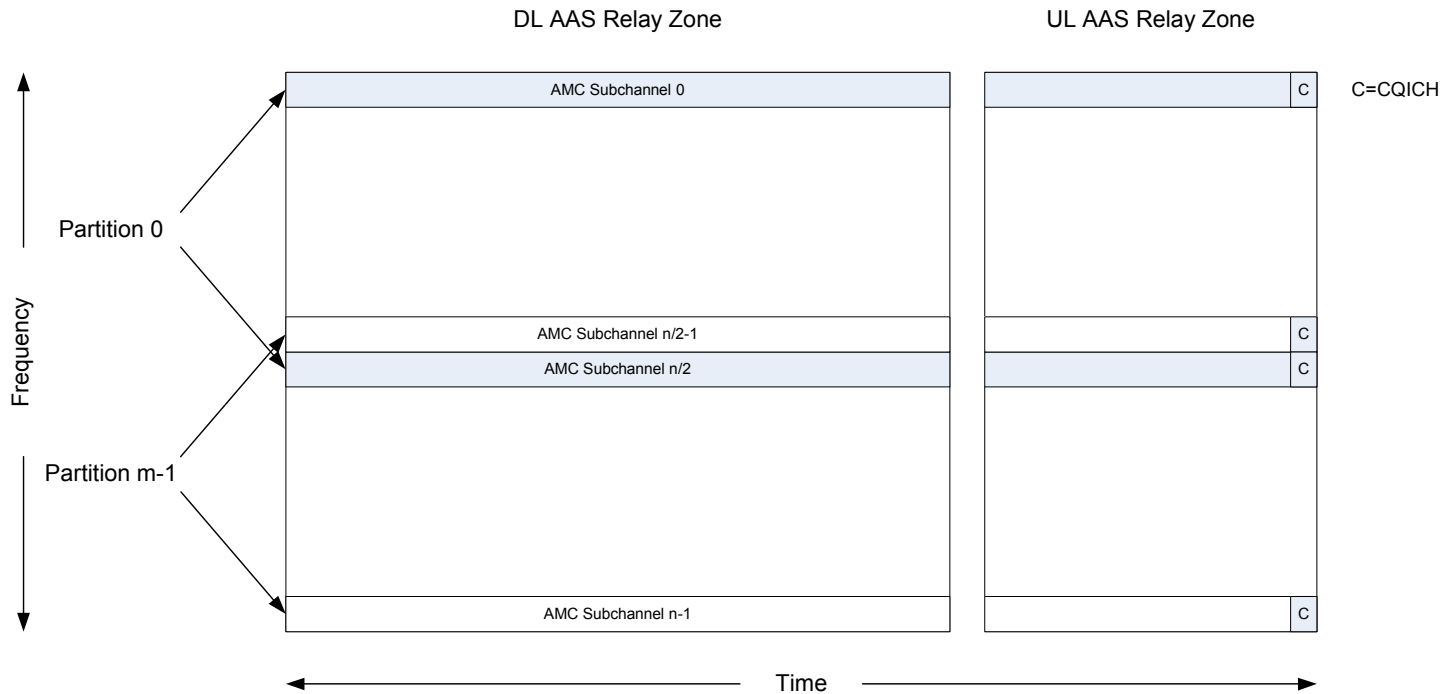 DL AAS Relay Zone
UL AAS Relay Zone
AMC Subchannel 0
C
C=CQICH
Partition 0
Frequency
AMC Subchannel n/2-1
C
AMC Subchannel n/2
C
Partition m-1
AMC Subchannel n-1
C
Time